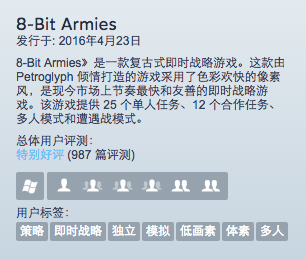 8-Bit Armies
发行于: 2016年4月23日
8-Bit Armies》是一款复古式即时战略游戏。这款由
Petroglyph 倾情打造的游戏采用了色彩欢快的像素
风，是现今市场上节奏最快和友善的即时战略游
戏。该游戏提供 25 个单人任务、12 个合作任务、
多人模式和遭遇战模式。
总体用户评测：
特别好评 (987 篇评测)
用户标签：
策略 即时战略 独立 模拟 低画素 体素 多人